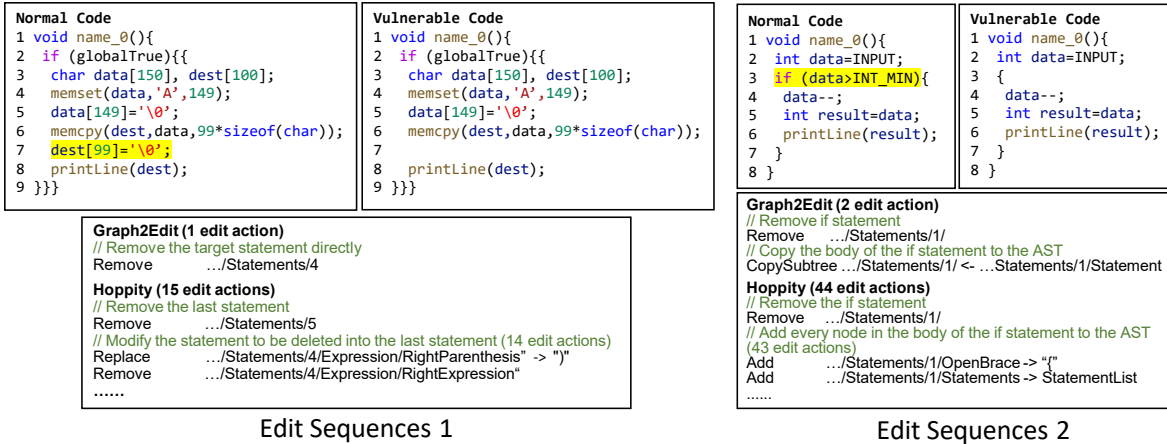 Normal Code
1 void name_0(){
2  if (globalTrue){{
3   char data[150], dest[100];
4   memset(data,'A’,149);
5   data[149]='\0’;
6   memcpy(dest,data,99*sizeof(char));
7   dest[99]='\0’;
8   printLine(dest);
9 }}}
Vulnerable Code
1 void name_0(){
2  if (globalTrue){{
3   char data[150], dest[100];
4   memset(data,'A’,149);
5   data[149]='\0’;
6   memcpy(dest,data,99*sizeof(char));
7
8   printLine(dest);
9 }}}
Graph2Edit (1 edit action)
// Remove the target statement directly
Remove …/Statements/4
Hoppity (15 edit actions)
// Remove the last statement
Remove …/Statements/5
// Modify the statement to be deleted into the last statement (14 edit actions)
Replace …/Statements/4/Expression/RightParenthesis” -> ")"
Remove …/Statements/4/Expression/RightExpression“
……
Edit Sequences 1
Normal Code
1 void name_0(){
2  int data=INPUT;
3  if (data>INT_MIN){
4   data--;
5   int result=data;
6   printLine(result);
7  }
8 }
Vulnerable Code
1 void name_0(){
2  int data=INPUT;
3  {
4   data--;
5   int result=data;
6   printLine(result);
7  }
8 }
Graph2Edit (2 edit action)
// Remove if statement
Remove …/Statements/1/
// Copy the body of the if statement to the AST
CopySubtree …/Statements/1/ <- …Statements/1/Statement
Hoppity (44 edit actions)
// Remove the if statement
Remove …/Statements/1/
// Add every node in the body of the if statement to the AST
(43 edit actions)
Add …/Statements/1/OpenBrace -> “{”
Add …/Statements/1/Statements -> StatementList
......
Edit Sequences 2